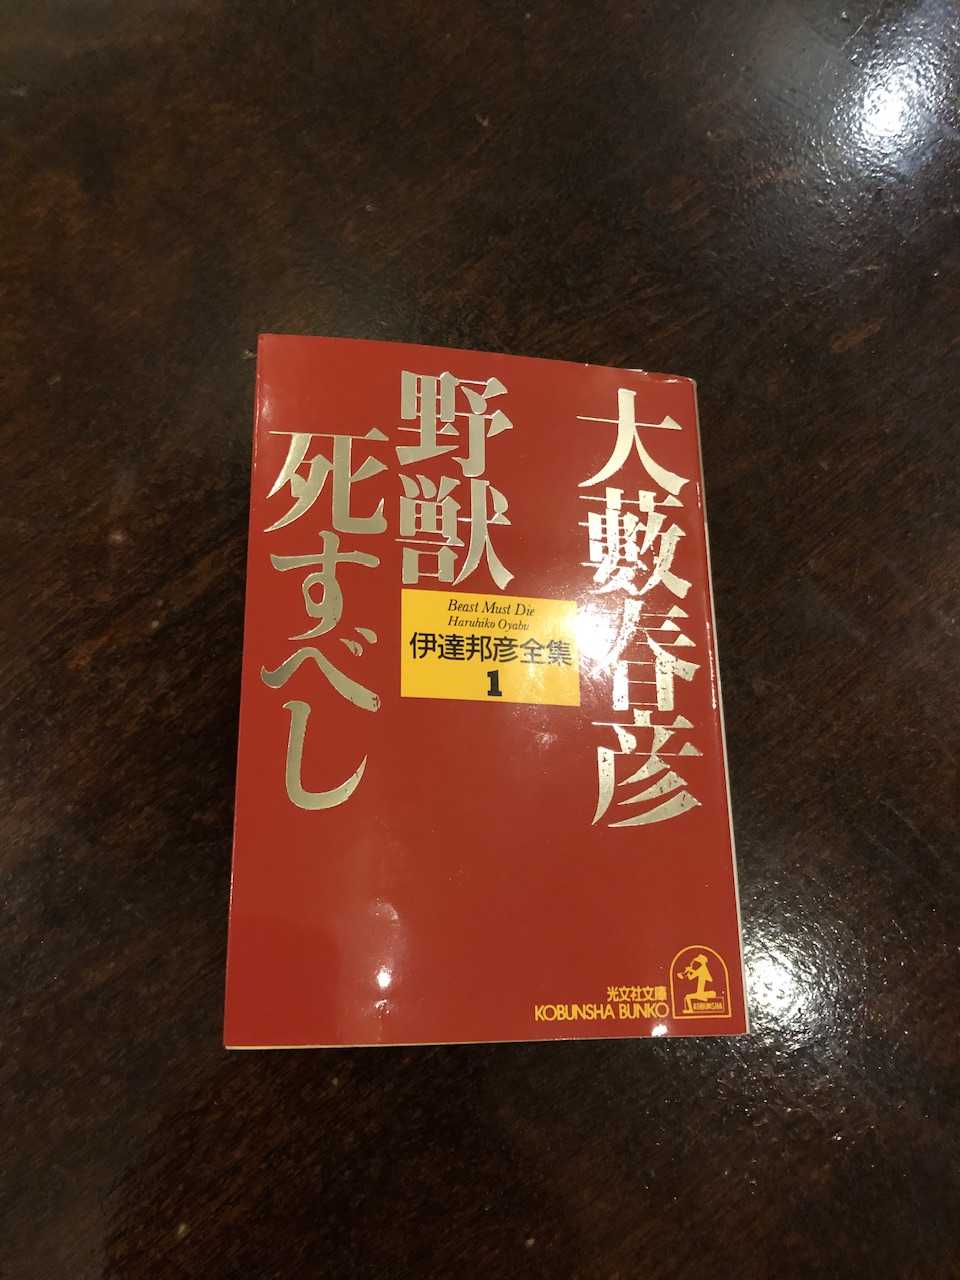 大藪春彦
野獣
死すべし
Beast Must Die
Haruhiko Oyabu
伊達邦彦全集
1
光文社文庫
KOBUNSHA BUNKO
KOBUNSHA